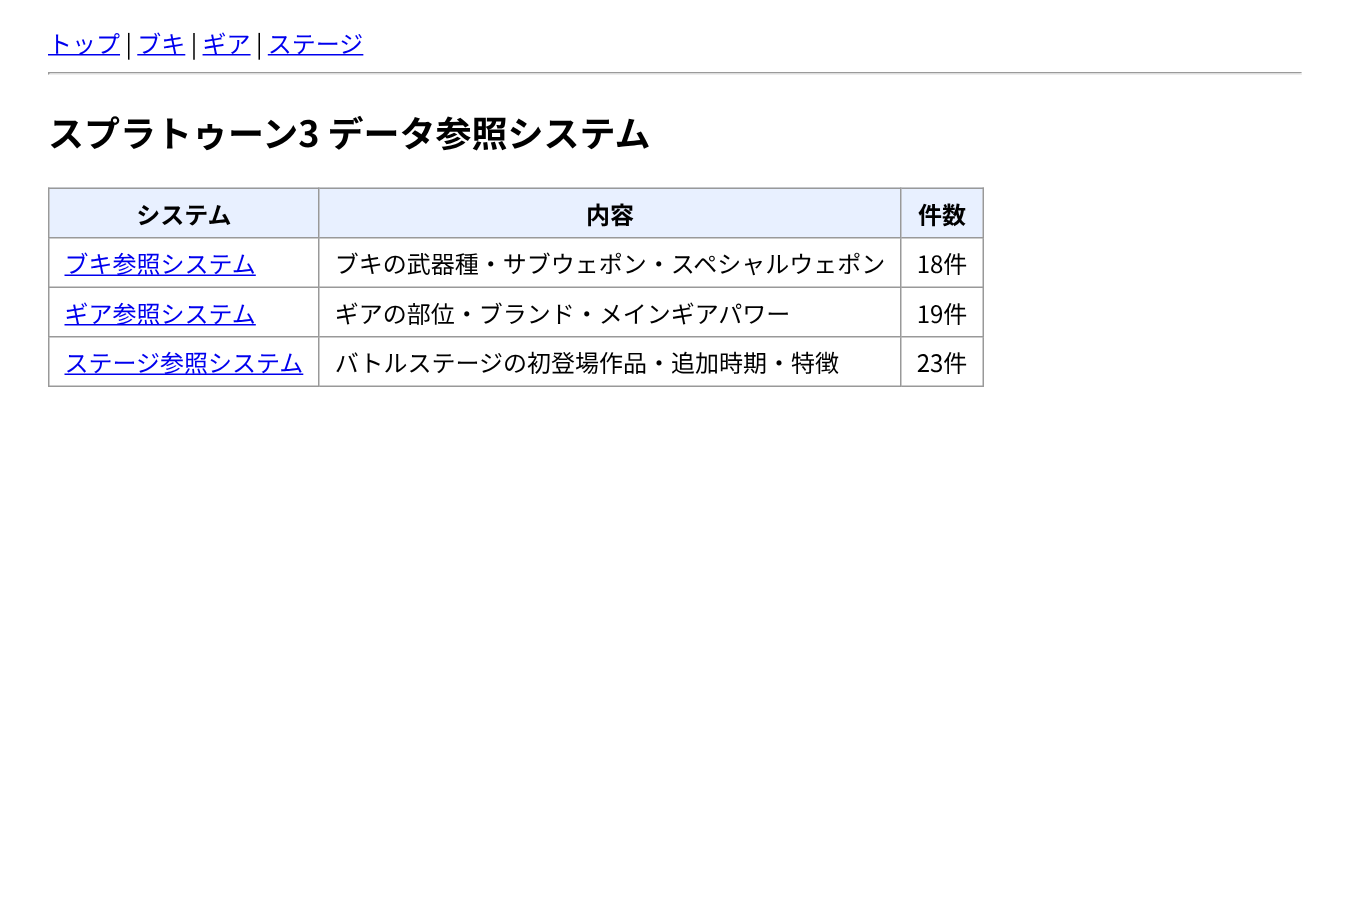 トップ | ブキ | ギア | ステージ
スプラトゥーン3 データ参照システム
システム 内容 件数
ブキ参照システム ブキの武器種・サブウェポン・スペシャルウェポン 18件
ギア参照システム ギアの部位・ブランド・メインギアパワー 19件
ステージ参照システム バトルステージの初登場作品・追加時期・特徴 23件